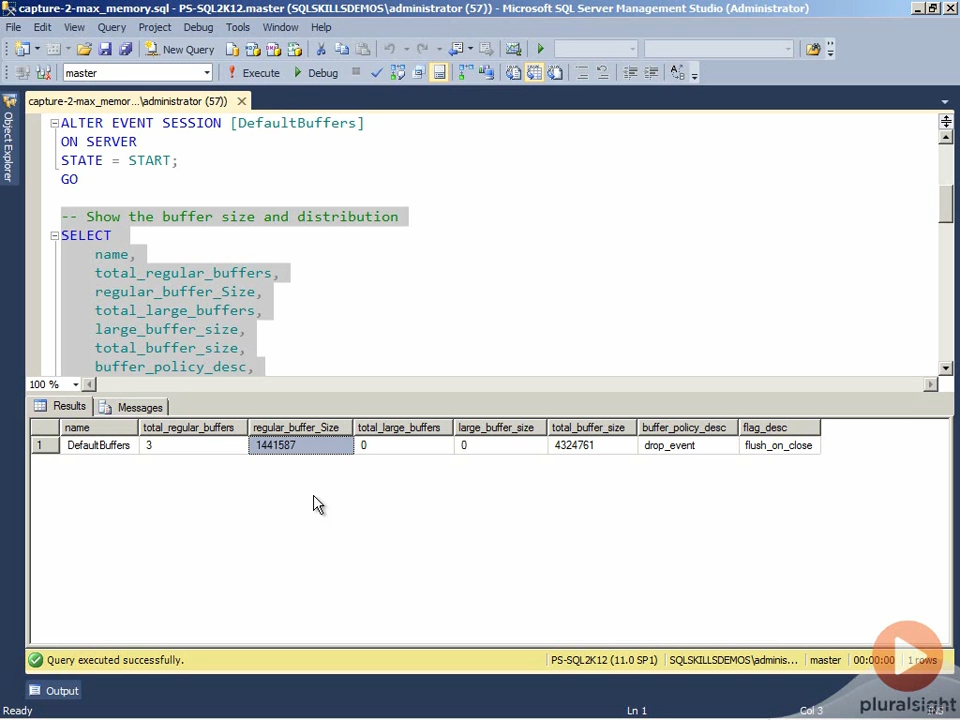 capture-2-max_memory.sql - PS-SQL2K12.master (SQLSKILLSDEMOS\administrator (57)) - Microsoft SQL Server Management Studio (Administrator)
File Edit View Query Project Debug Tools Window Help
New Query
master Execute Debug
Object Explorer
capture-2-max_memor...\administrator (57))
ALTER EVENT SESSION [DefaultBuffers]
ON SERVER
STATE = START;
GO
-- Show the buffer size and distribution
SELECT
name,
total_regular_buffers,
regular_buffer_Size,
total_large_buffers,
large_buffer_size,
total_buffer_size,
buffer_policy_desc,
100 %
Results Messages
name total_regular_buffers regular_buffer_Size total_large_buffers large_buffer_size total_buffer_size buffer_policy_desc flag_desc
1 DefaultBuffers 3 1441587 0 0 4324761 drop_event flush_on_close
Query executed successfully. PS-SQL2K12 (11.0 SP1) SQLSKILLSDEMOS\adminis... master 00:00:00 1 rows
Output
pluralsight
Ready Ln 1 Col 3 INS